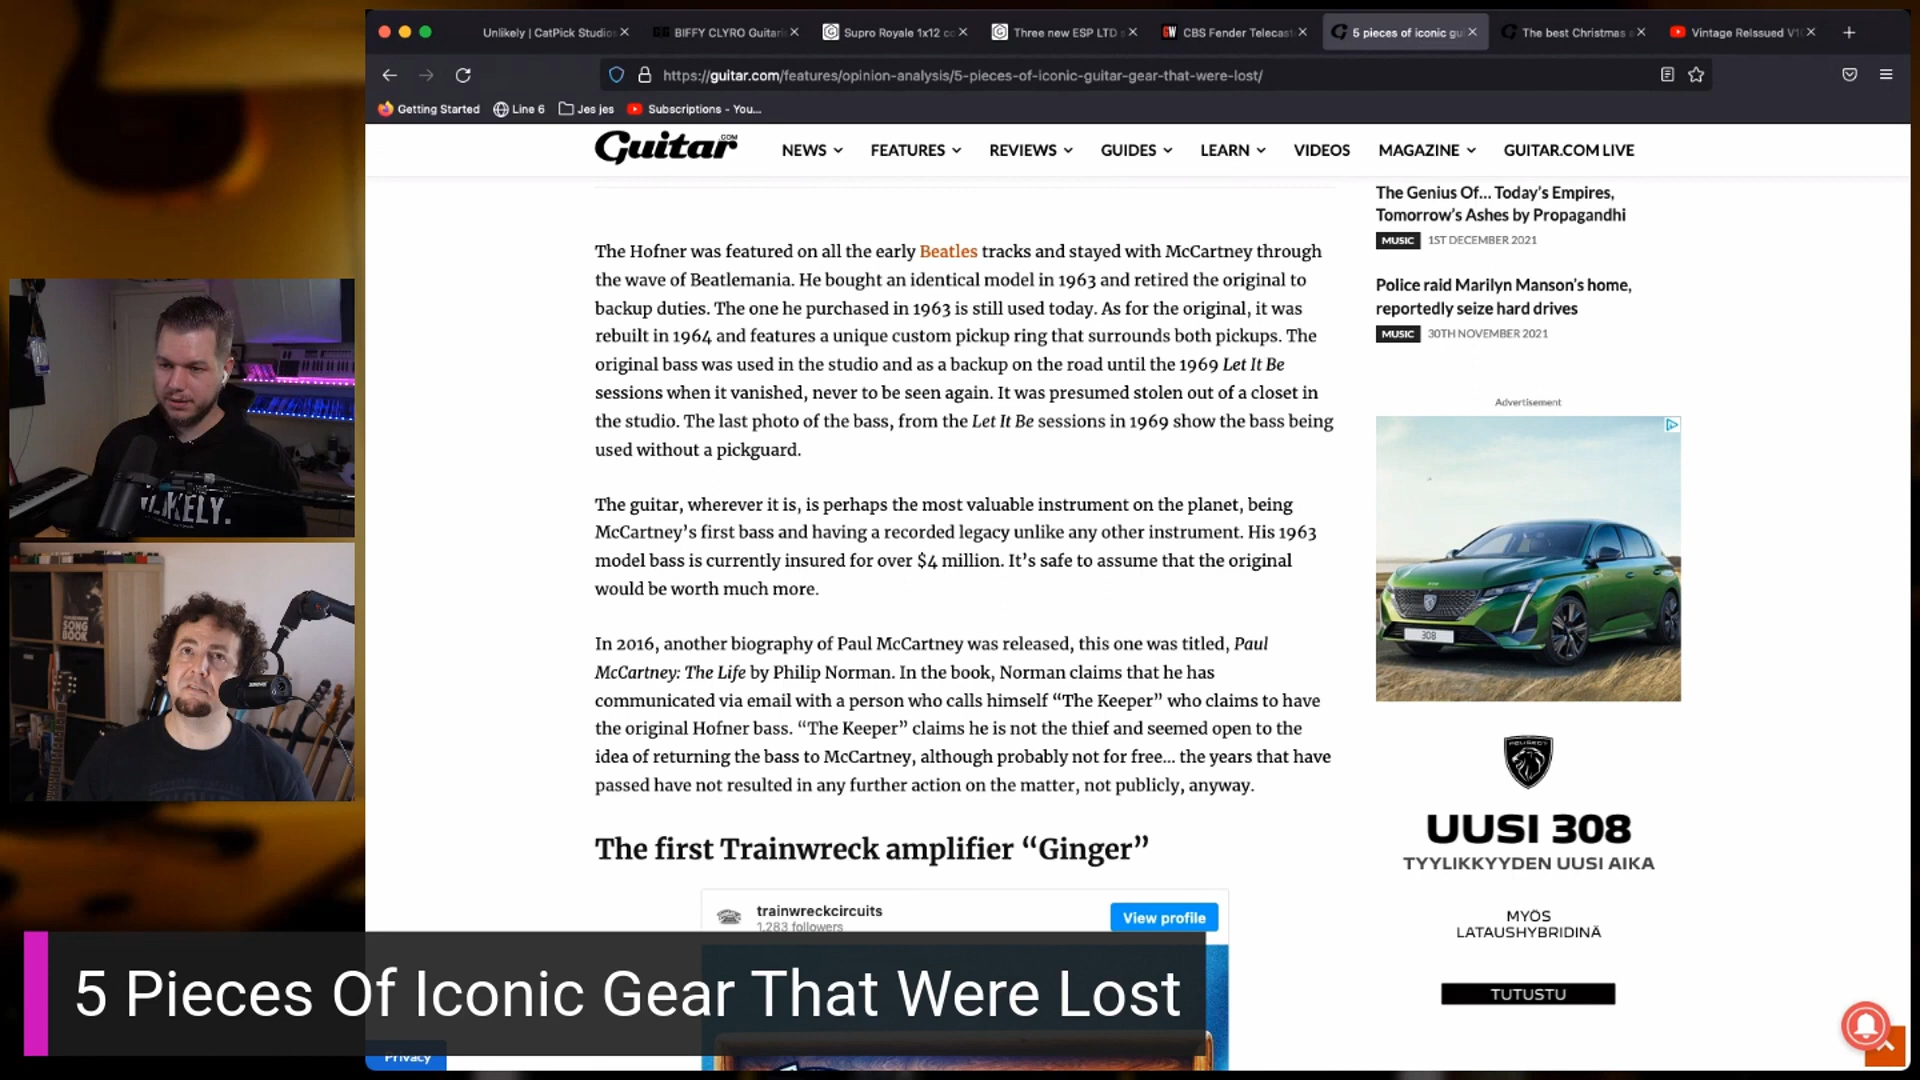 Unlikely | CatPick Studio
BIFFY CLYRO Guitaris
Supro Royale 1x12 co
Three new ESP LTD s
GW CBS Fender Telecast
5 pieces of iconic gu
The best Christmas
Vintage ReIssued V1
https://guitar.com/features/opinion-analysis/5-pieces-of-iconic-guitar-gear-that-were-lost/
Getting Started
Line 6
Jes jes
Subscriptions - You...
Guitar.COM
NEWS
FEATURES
REVIEWS
GUIDES
LEARN
VIDEOS
MAGAZINE
GUITAR.COM LIVE
The Hofner was featured on all the early Beatles tracks and stayed with McCartney through
the wave of Beatlemania. He bought an identical model in 1963 and retired the original to
backup duties. The one he purchased in 1963 is still used today. As for the original, it was
rebuilt in 1964 and features a unique custom pickup ring that surrounds both pickups. The
original bass was used in the studio and as a backup on the road until the 1969 Let It Be
sessions when it vanished, never to be seen again. It was presumed stolen out of a closet in
the studio. The last photo of the bass, from the Let It Be sessions in 1969 show the bass being
used without a pickguard.
The guitar, wherever it is, is perhaps the most valuable instrument on the planet, being
McCartney's first bass and having a recorded legacy unlike any other instrument. His 1963
model bass is currently insured for over $4 million. It's safe to assume that the original
would be worth much more.
In 2016, another biography of Paul McCartney was released, this one was titled, Paul
McCartney: The Life by Philip Norman. In the book, Norman claims that he has
communicated via email with a person who calls himself “The Keeper” who claims to have
the original Hofner bass. “The Keeper” claims he is not the thief and seemed open to the
idea of returning the bass to McCartney, although probably not for free… the years that have
passed have not resulted in any further action on the matter, not publicly, anyway.
The first Trainwreck amplifier “Ginger”
trainwreckcircuits
1,283 followers
View profile
The Genius Of… Today's Empires,
Tomorrow's Ashes by Propagandhi
MUSIC 1ST DECEMBER 2021
Police raid Marilyn Manson's home,
reportedly seize hard drives
MUSIC 30TH NOVEMBER 2021
Advertisement
308
PEUGEOT
UUSI 308
TYYLIKKYYDEN UUSI AIKA
MYÖS
LATAUSHYBRIDINÄ
TUTUSTU
SONG
BOOK
5 Pieces Of Iconic Gear That Were Lost
Privacy